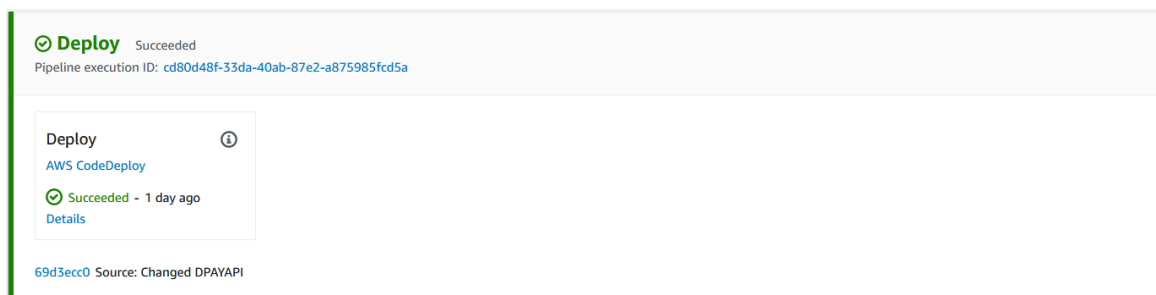 Deploy Succeeded
Pipeline execution ID: cd80d48f-33da-40ab-87e2-a875985fcd5a
Deploy
AWS CodeDeploy
Succeeded - 1 day ago
Details
69d3ecc0 Source: Changed DPAYAPI